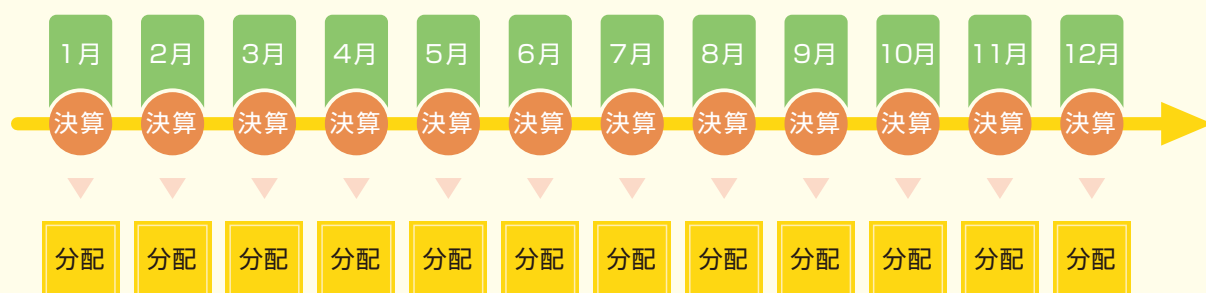 1月 2月 3月 4月 5月 6月 7月 8月 9月 10月 11月 12月
決算 決算 決算 決算 決算 決算 決算 決算 決算 決算 決算 決算
分配 分配 分配 分配 分配 分配 分配 分配 分配 分配 分配 分配